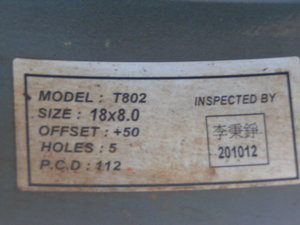 MODEL : T802
SIZE : 18x8.0
OFFSET : +50
HOLES : 5
P.C.D : 112
INSPECTED BY
李秉錚
201012